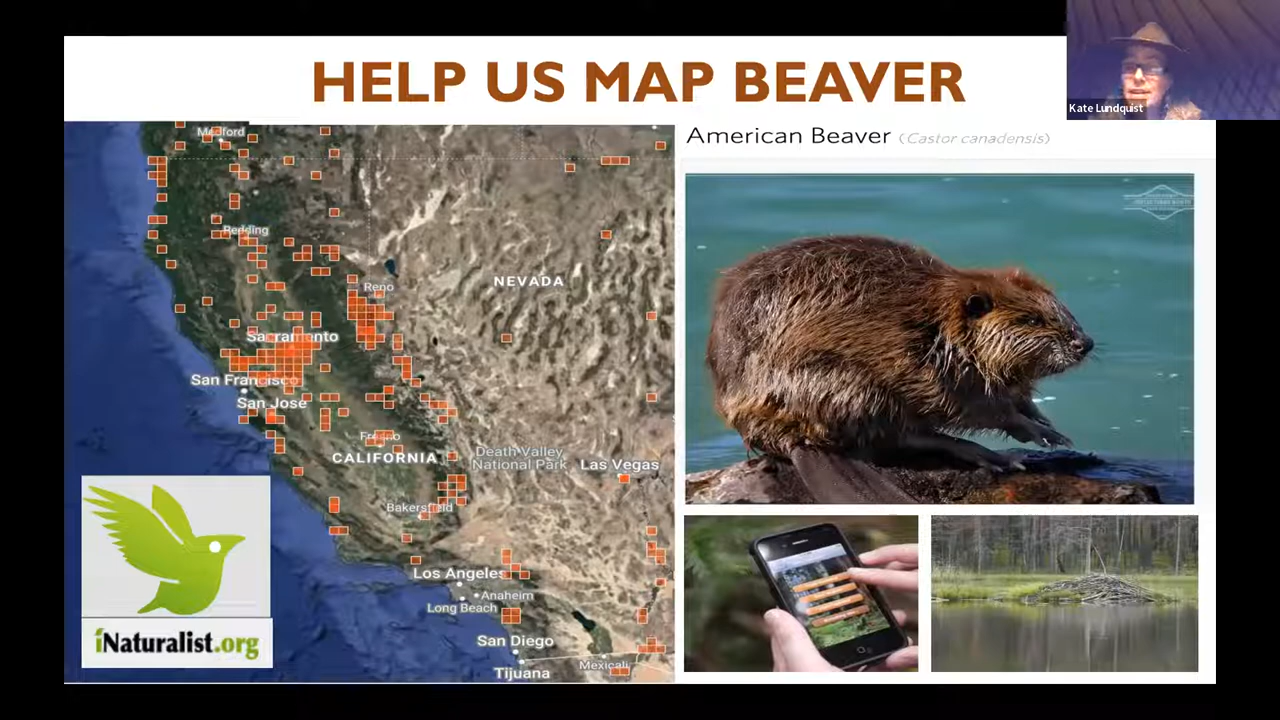 HELP US MAP BEAVER
Kate Lundquist
American Beaver (Castor canadensis)
Medford
Redding
Reno
NEVADA
Sacramento
San Francisco
San Jose
Fresno
CALIFORNIA
Death Valley
National Park
Las Vegas
Bakersfield
Los Angeles
Anaheim
Long Beach
San Diego
Mexicali
Tijuana
iNaturalist.org